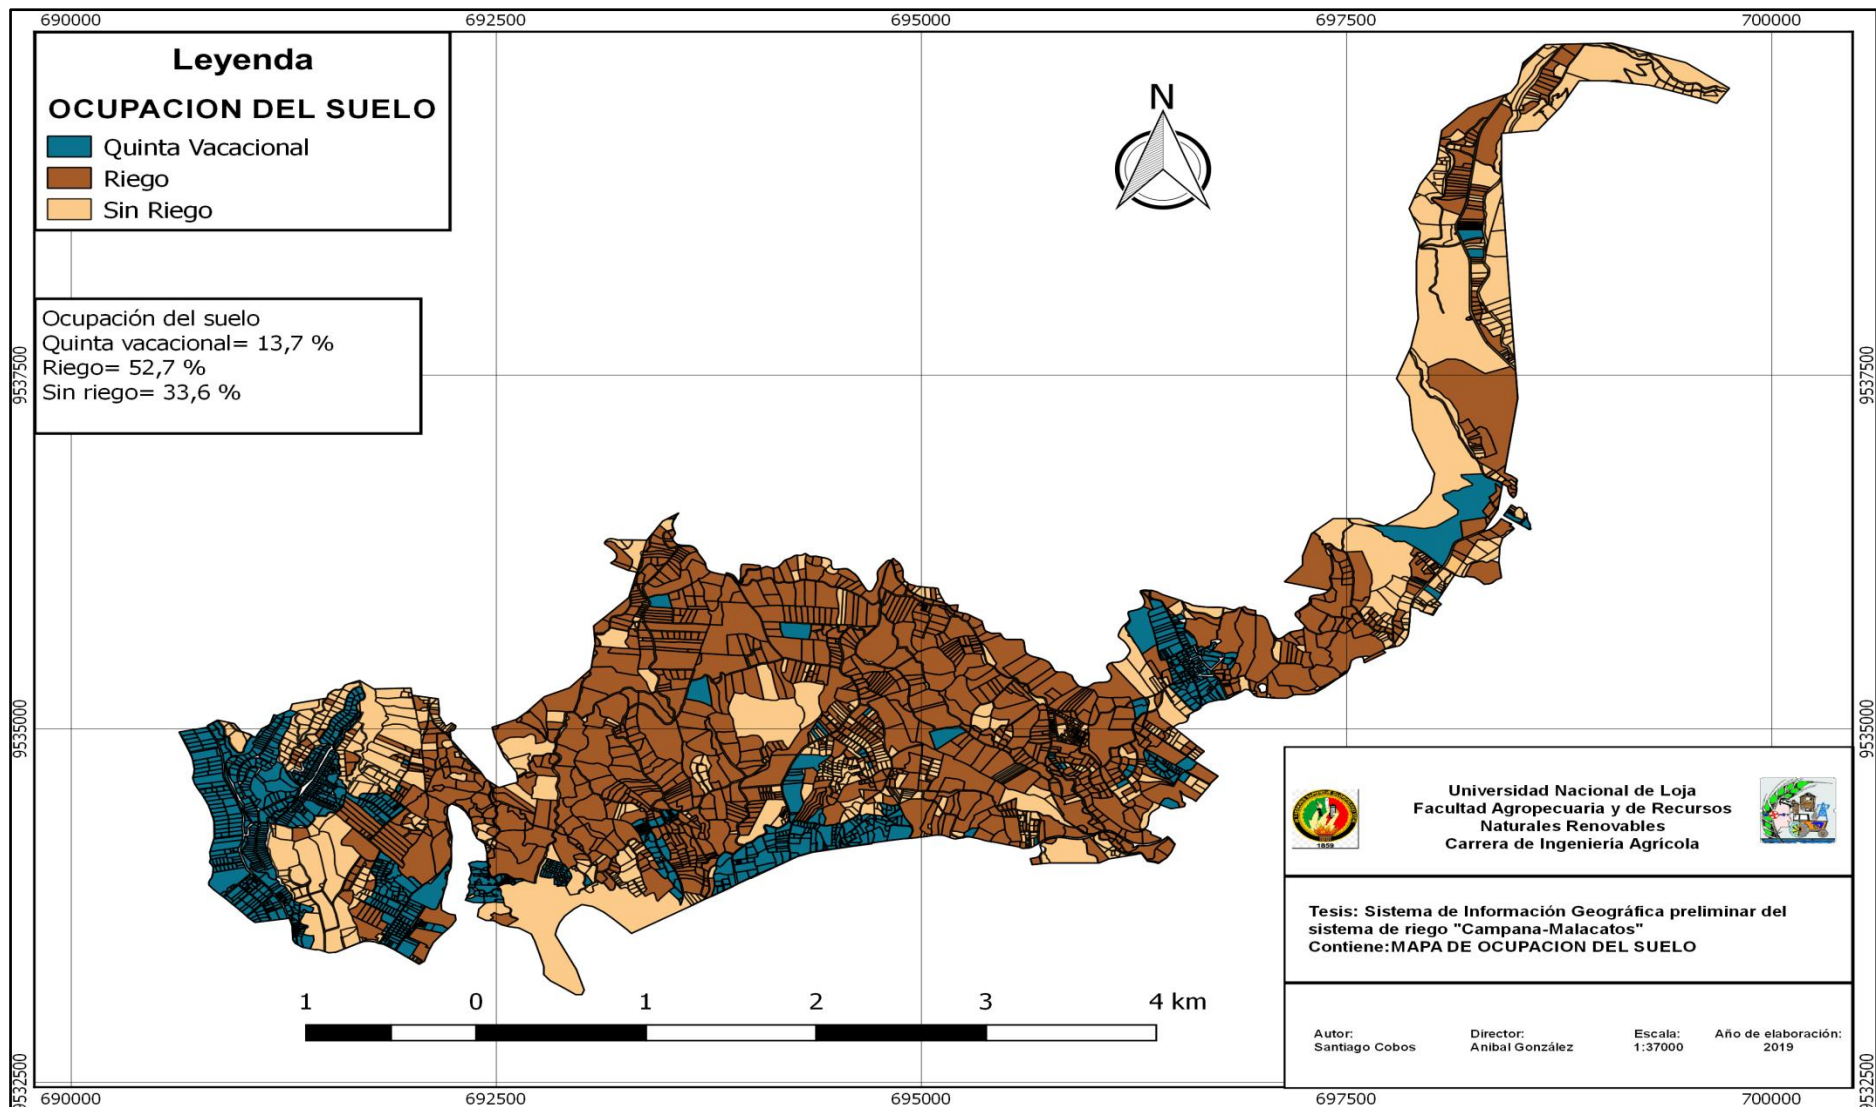 690000
692500
695000
697500
700000
Leyenda
OCUPACION DEL SUELO
Quinta Vacacional
Riego
Sin Riego
N
Ocupación del suelo
Quinta vacacional= 13,7 %
Riego= 52,7 %
Sin riego= 33,6 %
9537500
9537500
9535000
9535000
9532500
9532500
Universidad Nacional de Loja
Facultad Agropecuaria y de Recursos
Naturales Renovables
Carrera de Ingeniería Agrícola
1859
Tesis: Sistema de Información Geográfica preliminar del
sistema de riego "Campana-Malacatos"
Contiene:MAPA DE OCUPACION DEL SUELO
1 0 1 2 3 4 km
Autor:
Santiago Cobos
Director:
Anibal González
Escala:
1:37000
Año de elaboración:
2019
690000
692500
695000
697500
700000